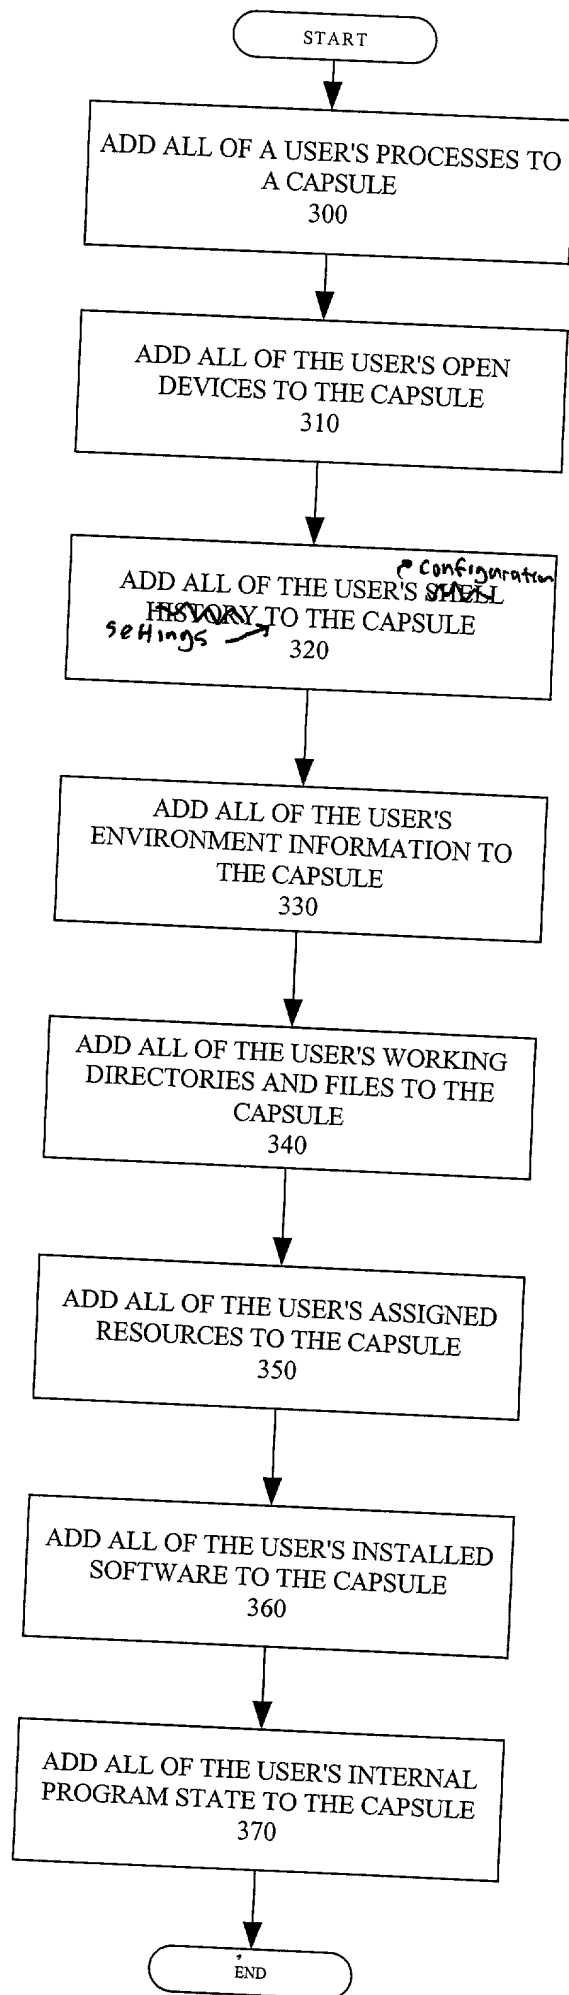 START
ADD ALL OF A USER'S PROCESSES TO
A CAPSULE
300
ADD ALL OF THE USER'S OPEN
DEVICES TO THE CAPSULE
310
configuration
ADD ALL OF THE USER'S SHELL
HISTORY TO THE CAPSULE
settings
320
ADD ALL OF THE USER'S
ENVIRONMENT INFORMATION TO
THE CAPSULE
330
ADD ALL OF THE USER'S WORKING
DIRECTORIES AND FILES TO THE
CAPSULE
340
ADD ALL OF THE USER'S ASSIGNED
RESOURCES TO THE CAPSULE
350
ADD ALL OF THE USER'S INSTALLED
SOFTWARE TO THE CAPSULE
360
ADD ALL OF THE USER'S INTERNAL
PROGRAM STATE TO THE CAPSULE
370
END